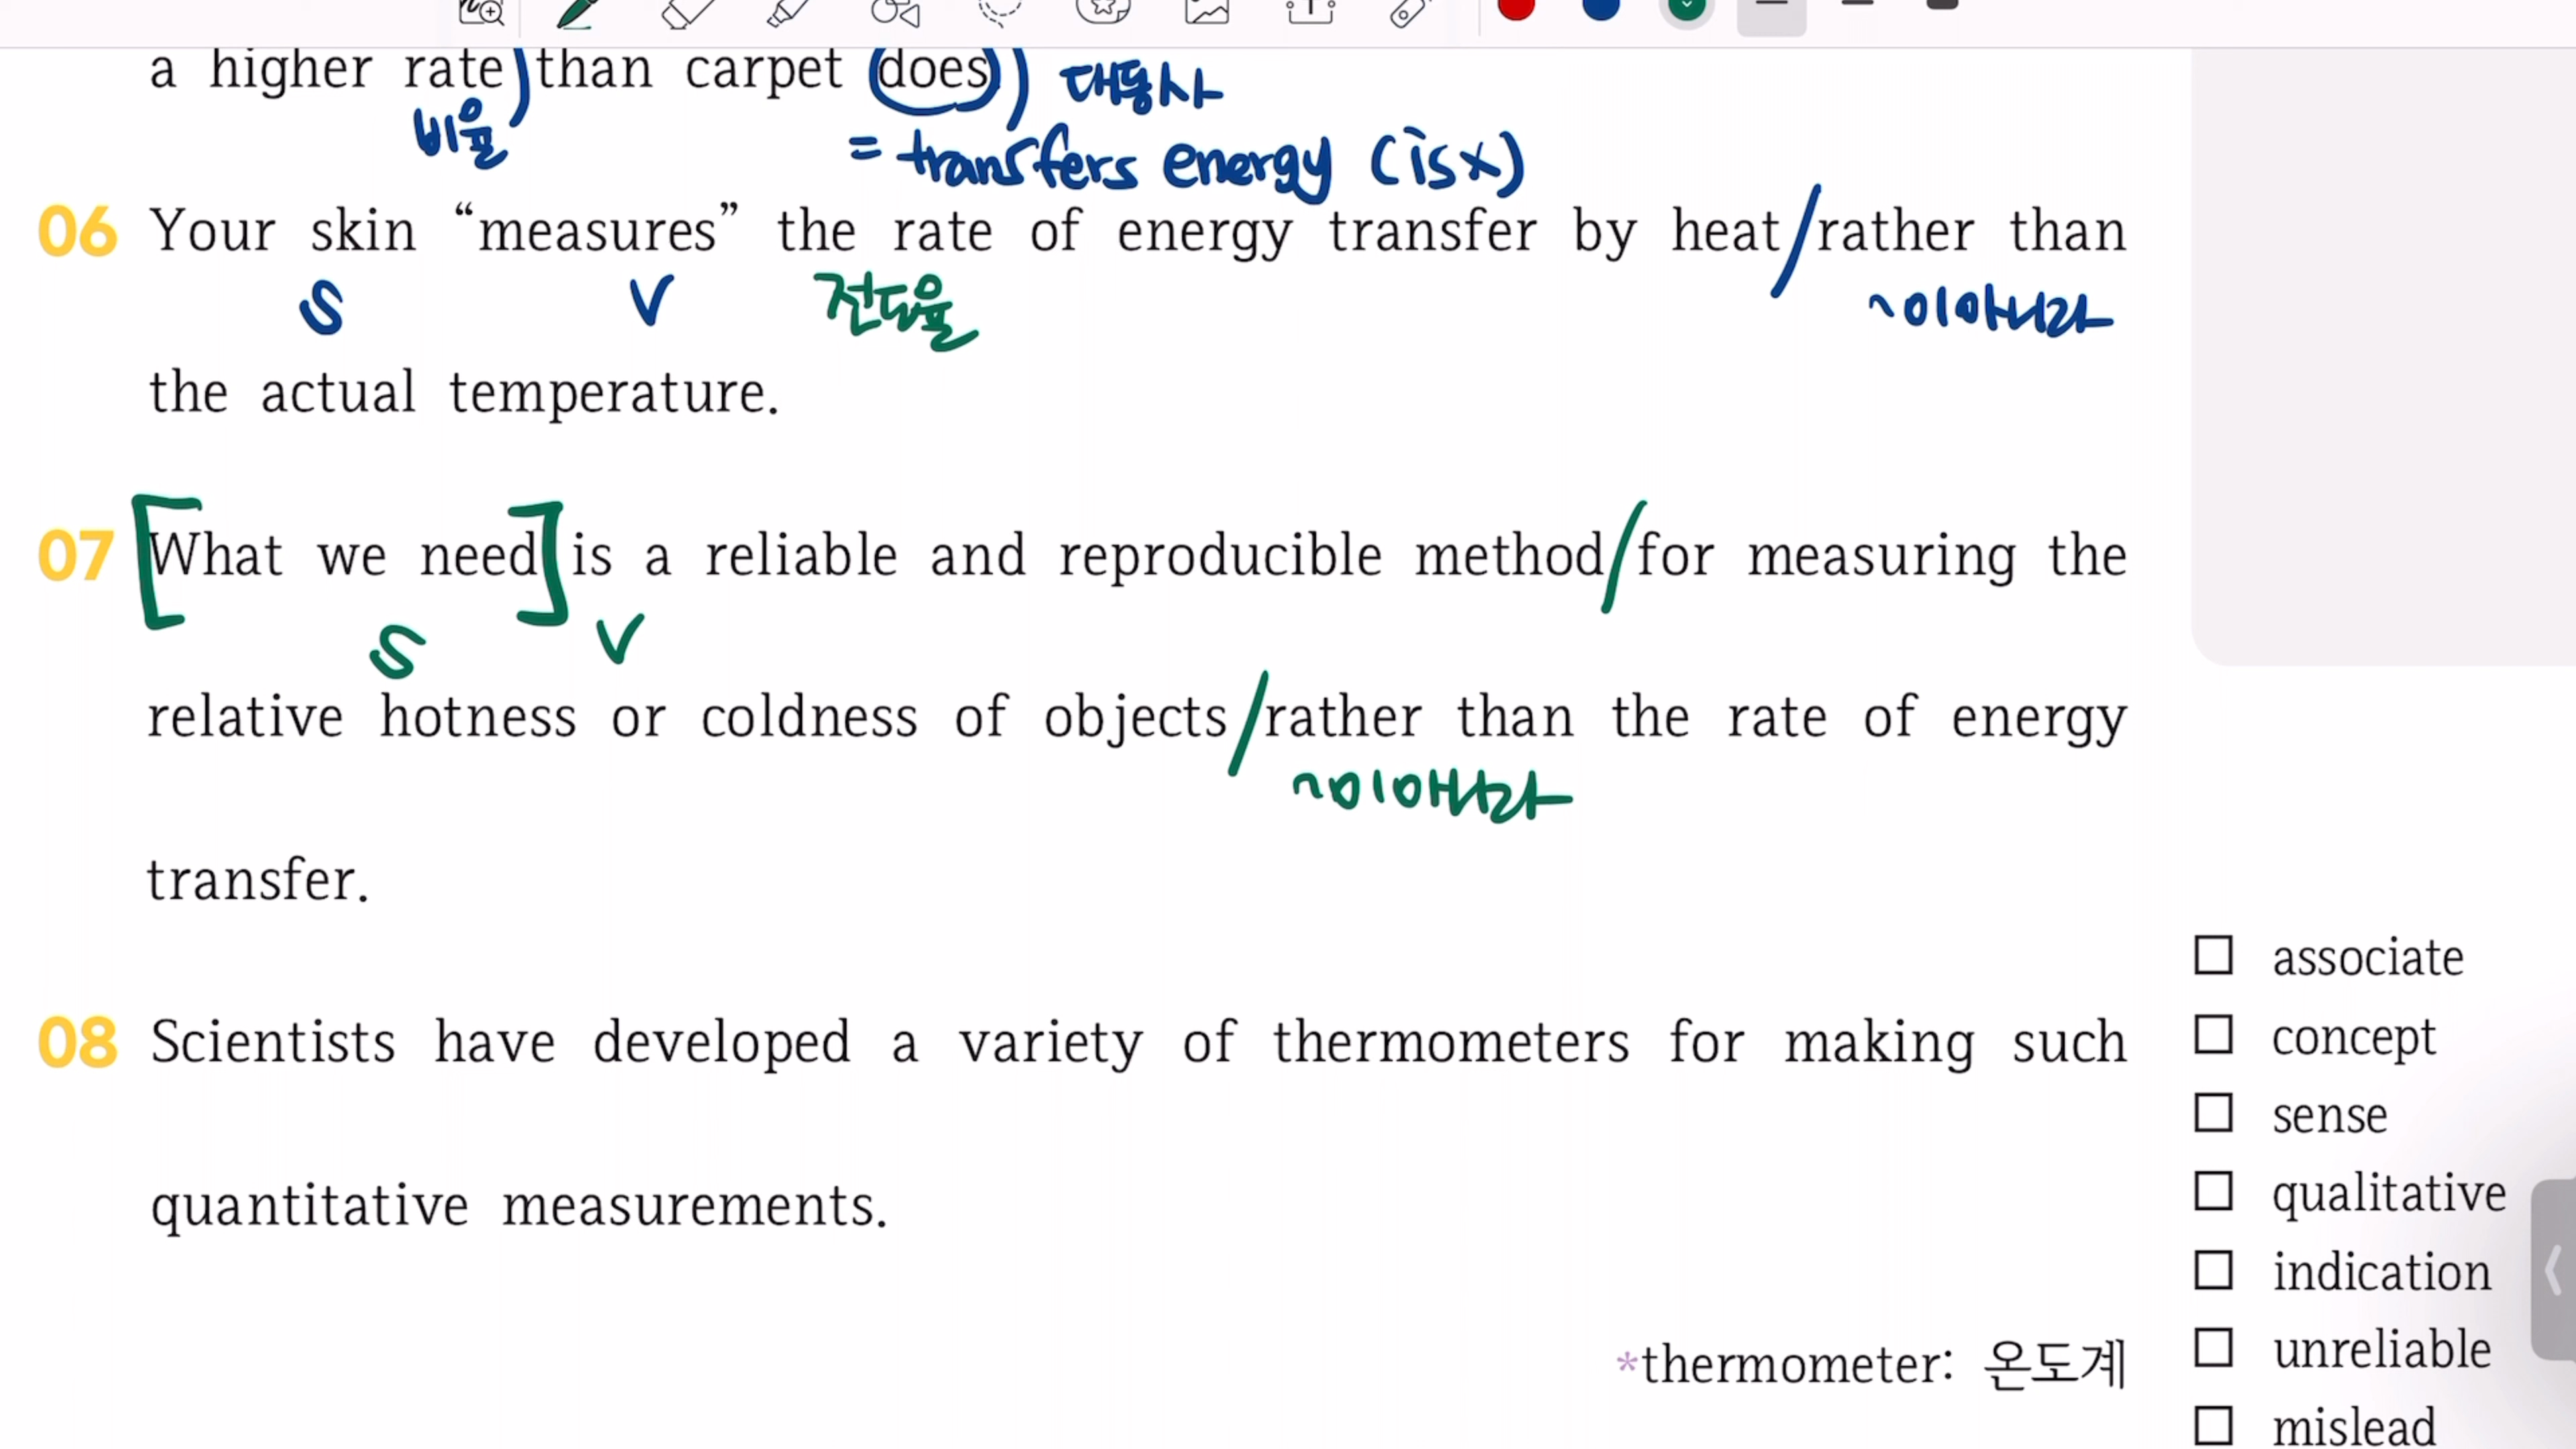 a higher rate than carpet does 대동사
비율
= transfers energy (is x)
06 Your skin “measures” the rate of energy transfer by heat / rather than
S V 전달율 ~이아니라
the actual temperature.
07 [What we need] is a reliable and reproducible method / for measuring the
S V
relative hotness or coldness of objects / rather than the rate of energy
~이아니라
transfer.
08 Scientists have developed a variety of thermometers for making such
quantitative measurements.
*thermometer: 온도계
associate
concept
sense
qualitative
indication
unreliable
mislead